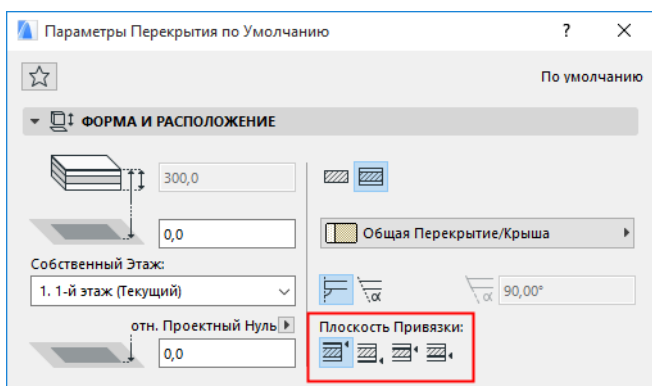 Параметры Перекрытия по Умолчанию
?
По умолчанию
ФОРМА И РАСПОЛОЖЕНИЕ
300,0
0,0
Общая Перекрытие/Крыша
Собственный Этаж:
1. 1-й этаж (Текущий)
α
α
90,00°
отн. Проектный Нуль
Плоскость Привязки:
0,0